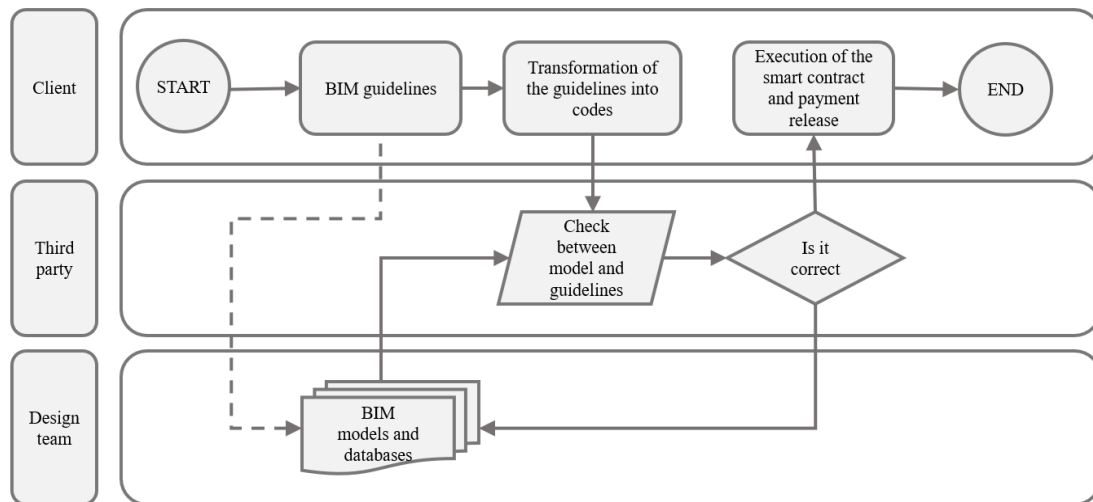 Client
START
BIM guidelines
Transformation of
the guidelines into
codes
Execution of the
smart contract
and payment
release
END
Third
party
Check
between
model and
guidelines
Is it
correct
Design
team
BIM
models and
databases